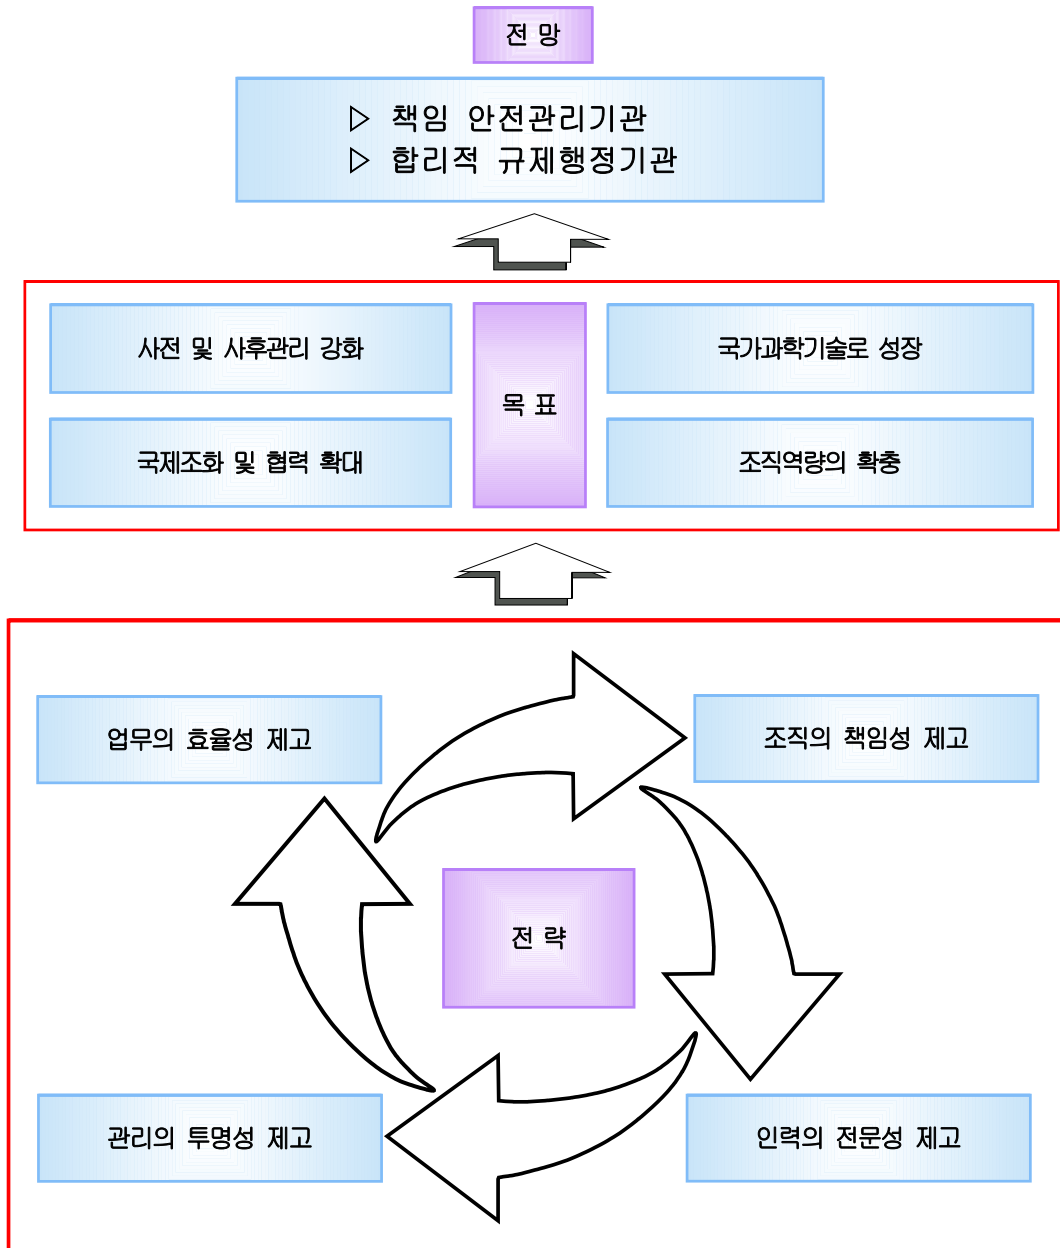 전 망
▷ 책임 안전관리기관
▷ 합리적 규제행정기관
사전 및 사후관리 강화
국가과학기술로 성장
목 표
국제조화 및 협력 확대
조직역량의 확충
업무의 효율성 제고
조직의 책임성 제고
전 략
관리의 투명성 제고
인력의 전문성 제고